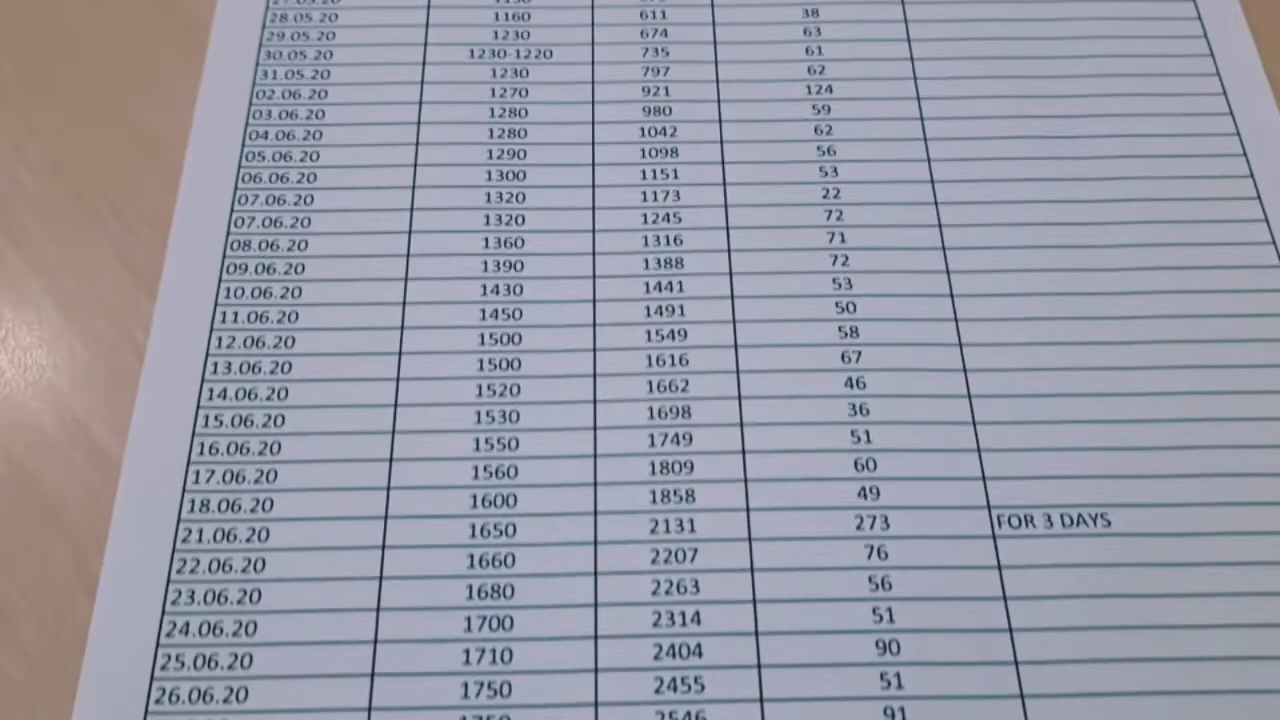 28.05.20 1160 611 38
29.05.20 1230 674 63
30.05.20 1230-1220 735 61
31.05.20 1230 797 62
02.06.20 1270 921 124
03.06.20 1280 980 59
04.06.20 1280 1042 62
05.06.20 1290 1098 56
06.06.20 1300 1151 53
07.06.20 1320 1173 22
07.06.20 1320 1245 72
08.06.20 1360 1316 71
09.06.20 1390 1388 72
10.06.20 1430 1441 53
11.06.20 1450 1491 50
12.06.20 1500 1549 58
13.06.20 1500 1616 67
14.06.20 1520 1662 46
15.06.20 1530 1698 36
16.06.20 1550 1749 51
17.06.20 1560 1809 60
18.06.20 1600 1858 49
21.06.20 1650 2131 273 FOR 3 DAYS
22.06.20 1660 2207 76
23.06.20 1680 2263 56
24.06.20 1700 2314 51
25.06.20 1710 2404 90
26.06.20 1750 2455 51
2546 91